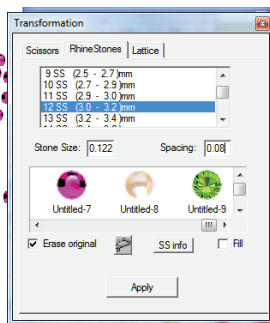 Transformation
Scissors RhineStones Lattice
9 SS (2.5 - 2.7)mm
10 SS (2.7 - 2.9)mm
11 SS (2.9 - 3.0)mm
12 SS (3.0 - 3.2)mm
13 SS (3.2 - 3.4)mm
Stone Size: 0.122 Spacing: 0.08
Untitled-7 Untitled-8 Untitled-9
Erase original SS info Fill
Apply